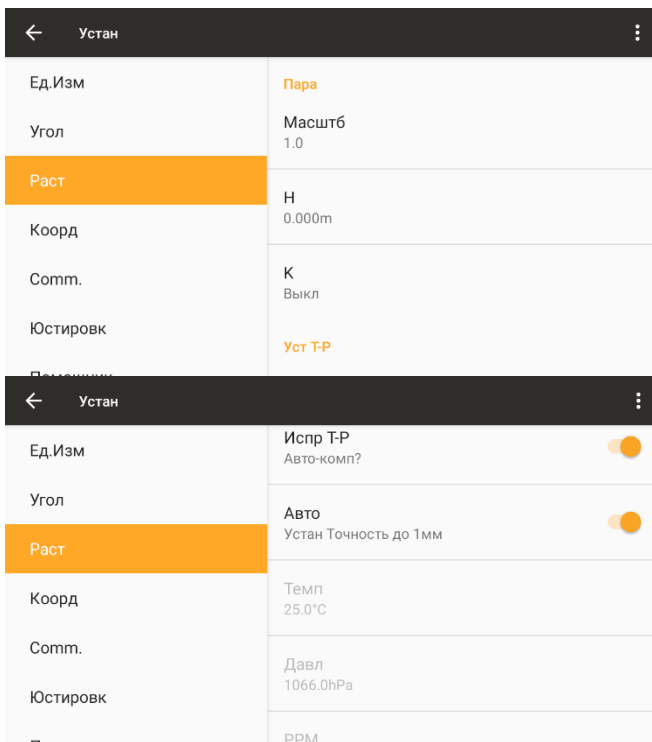 Устан
Ед.Изм
Угол
Раст
Коорд
Comm.
Юстировк
Пара
Масштб
1.0
H
0.000m
K
Выкл
Уст Т-Р
Устан
Ед.Изм
Угол
Раст
Коорд
Comm.
Юстировк
Испр Т-Р
Авто-комп?
Авто
Устан Точность до 1мм
Темп
25.0°C
Давл
1066.0hPa
PPM